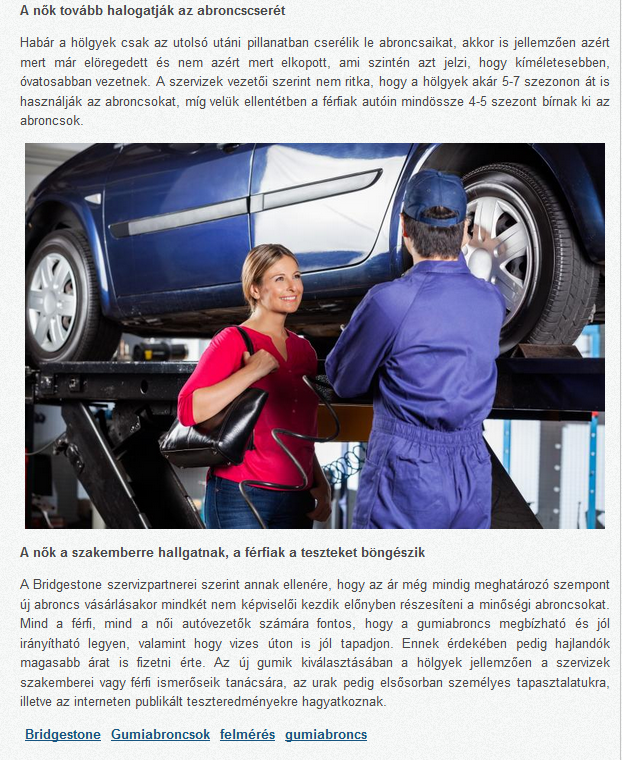 A nők tovább halogatják az abroncscserét
Habár a hölgyek csak az utolsó utáni pillanatban cserélik le abroncsaikat, akkor is jellemzően azért
mert már elöregedett és nem azért mert elkopott, ami szintén azt jelzi, hogy kíméletesebben,
óvatosabban vezetnek. A szervizek vezetői szerint nem ritka, hogy a hölgyek akár 5-7 szezonon át is
használják az abroncsokat, míg velük ellentétben a férfiak autóin mindössze 4-5 szezont bírnak ki az
abroncsok.
A nők a szakemberre hallgatnak, a férfiak a teszteket böngészik
A Bridgestone szervizpartnerei szerint annak ellenére, hogy az ár még mindig meghatározó szempont
új abroncs vásárlásakor mindkét nem képviselői kezdik előnyben részesíteni a minőségi abroncsokat.
Mind a férfi, mind a női autóvezetők számára fontos, hogy a gumiabroncs megbízható és jól
irányítható legyen, valamint hogy vizes úton is jól tapadjon. Ennek érdekében pedig hajlandók
magasabb árat is fizetni érte. Az új gumik kiválasztásában a hölgyek jellemzően a szervizek
szakemberei vagy férfi ismerőseik tanácsára, az urak pedig elsősorban személyes tapasztalatukra,
illetve az interneten publikált teszteredményekre hagyatkoznak.
Bridgestone Gumiabroncsok felmérés gumiabroncs